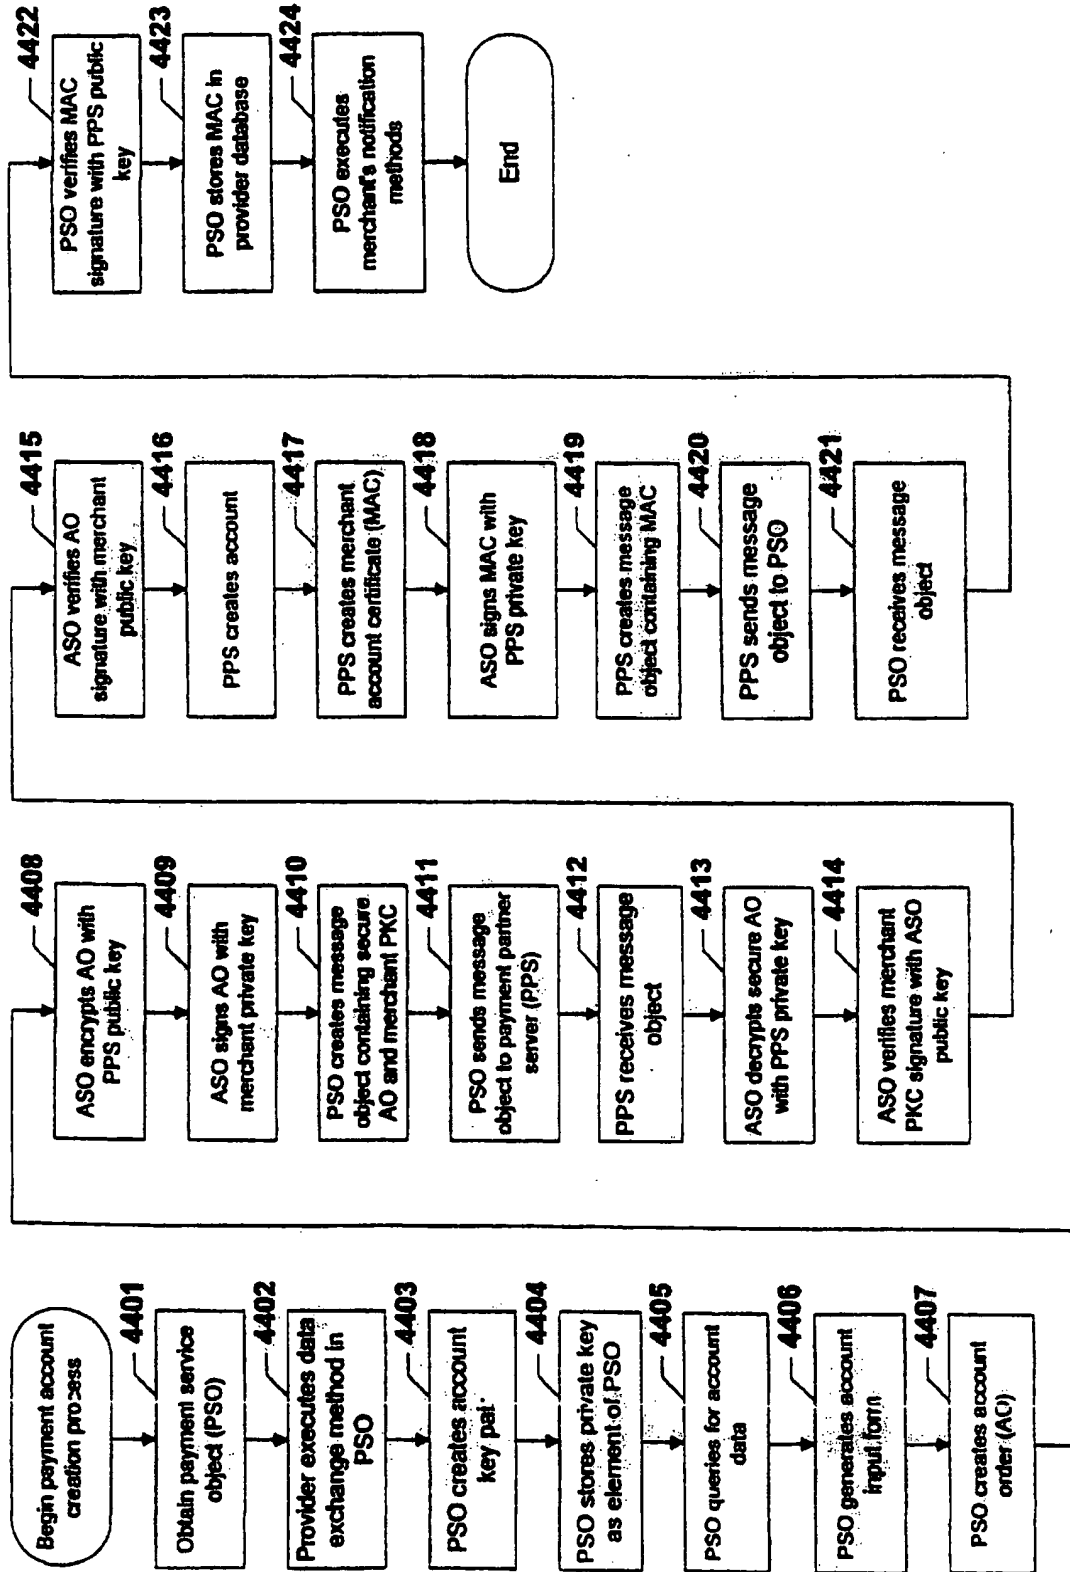 Begin payment account
creation process
4401
Obtain payment service
object (PSO)
4402
Provider executes data
exchange method in
PSO
4403
PSO creates account
key
4404
PSO stores private key
as element of PSO
4405
PSO queries for account
data
4406
PSO generates account
input form
4407
PSO creates account
order (AO)
4408
ASO encrypts AO with
PPS public key
4409
ASO signs AO with
merchant private key
4410
PSO creates message
object containing secure
AO and merchant PKC
4411
PSO sends message
object to payment partner
server (PPS)
4412
PPS receives message
object
4413
ASO decrypts secure AO
with PPS private key
4414
ASO verifies merchant
PKC signature with ASO
public key
4415
ASO verifies AO
signature with merchant
public key
4416
PPS creates account
4417
PPS creates merchant
account certificate (MAC)
4418
ASO signs MAC with
PPS private key
4419
PPS creates message
object containing MAC
4420
PPS sends message
object to PSO
4421
PSO receives message
object
4422
PSO verifies MAC
signature with PPS public
key
4423
PSO stores MAC in
provider database
4424
PSO executes
merchant's notification
methods
End